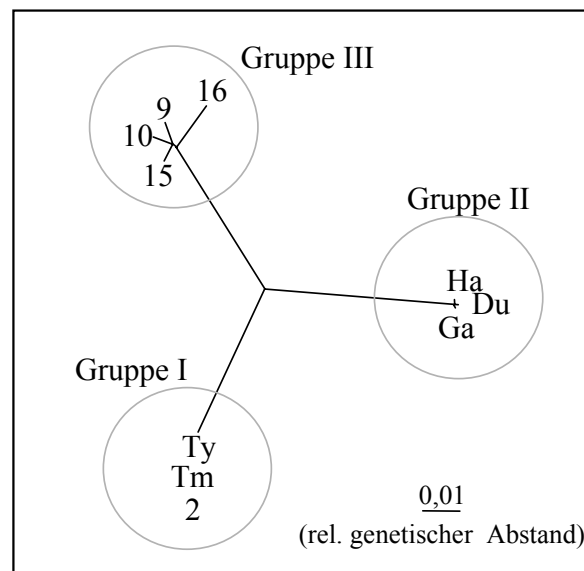 Gruppe III
16
9
10
15
Gruppe II
Ha
Du
Ga
Gruppe I
Ty
Tm
2
0,01
(rel. genetischer Abstand)